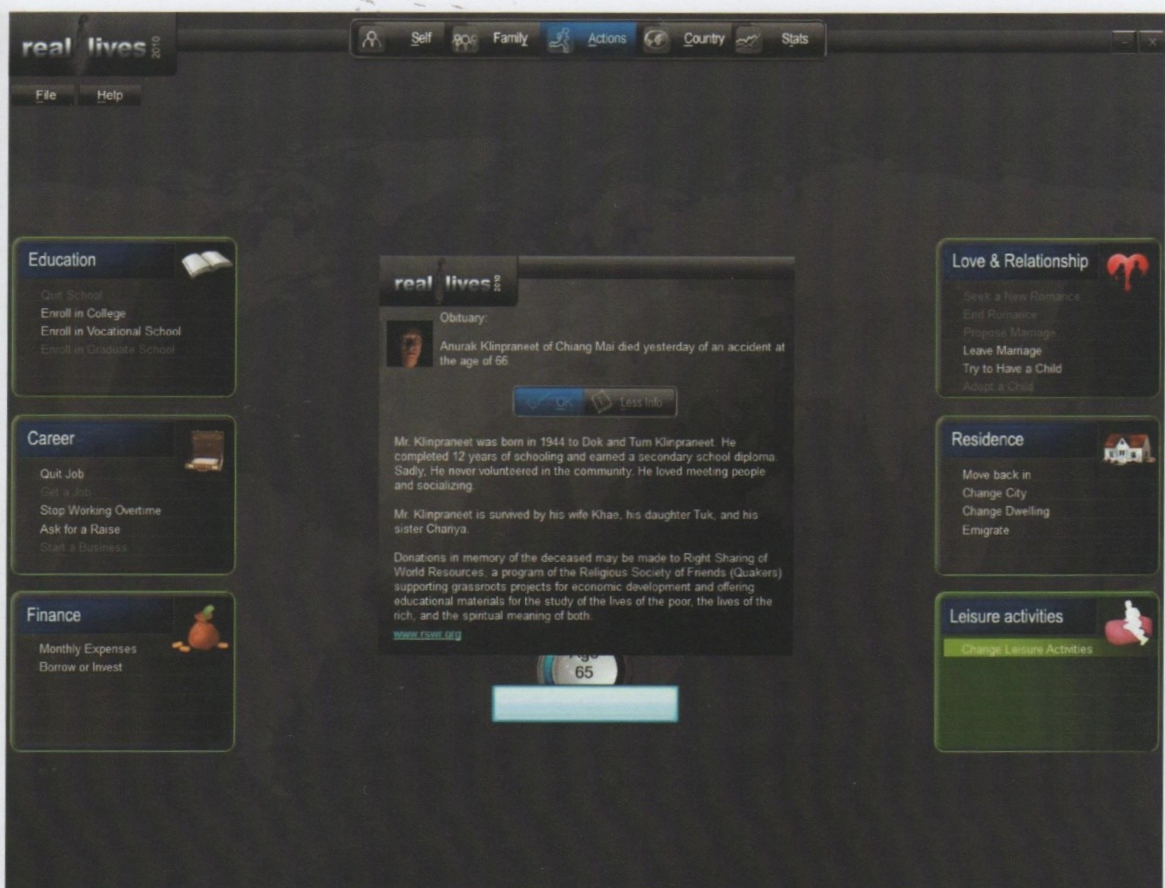 real lives 2010
Self Family Actions Country Stats
File Help
Education
Quit School
Enroll in College
Enroll in Vocational School
Enroll in Graduate School
Career
Quit Job
Get a Job
Stop Working Overtime
Ask for a Raise
Start a Business
Finance
Monthly Expenses
Borrow or Invest
real lives 2010
Obituary:
Anurak Klinpraneet of Chiang Mai died yesterday of an accident at
the age of 66.
OK Less Info
Mr. Klinpraneet was born in 1944 to Dok and Tum Klinpraneet. He
completed 12 years of schooling and earned a secondary school diploma.
Sadly, He never volunteered in the community. He loved meeting people
and socializing.
Mr. Klinpraneet is survived by his wife Khae, his daughter Tuk, and his
sister Chariya.
Donations in memory of the deceased may be made to Right Sharing of
World Resources, a program of the Religious Society of Friends (Quakers)
supporting grassroots projects for economic development and offering
educational materials for the study of the lives of the poor, the lives of the
rich, and the spiritual meaning of both.
www.rswr.org
Age
65
Love & Relationship
Seek a New Romance
End Romance
Propose Marriage
Leave Marriage
Try to Have a Child
Adopt a Child
Residence
Move back in
Change City
Change Dwelling
Emigrate
Leisure activities
Change Leisure Activities